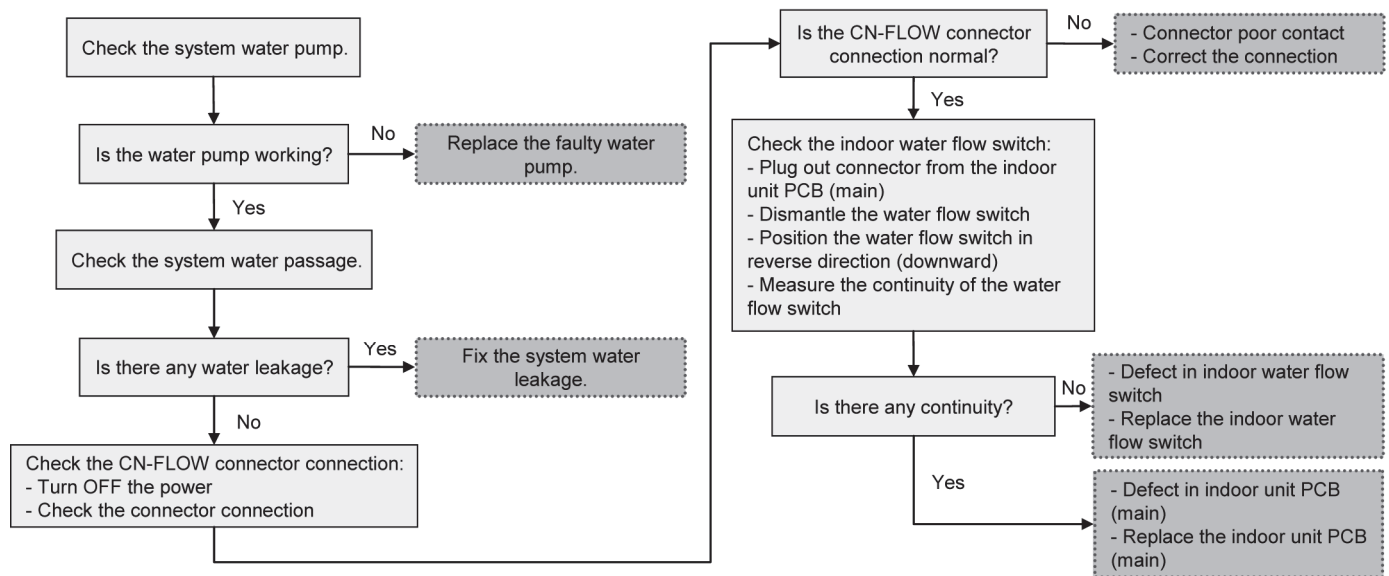 Check the system water pump.
Is the water pump working?
No
Replace the faulty water
pump.
Yes
Check the system water passage.
Is there any water leakage?
Yes
Fix the system water
leakage.
No
Check the CN-FLOW connector connection:
- Turn OFF the power
- Check the connector connection
Is the CN-FLOW connector
connection normal?
No
- Connector poor contact
- Correct the connection
Yes
Check the indoor water flow switch:
- Plug out connector from the indoor
unit PCB (main)
- Dismantle the water flow switch
- Position the water flow switch in
reverse direction (downward)
- Measure the continuity of the water
flow switch
Is there any continuity?
No
- Defect in indoor water flow
switch
- Replace the indoor water
flow switch
Yes
- Defect in indoor unit PCB
(main)
- Replace the indoor unit PCB
(main)